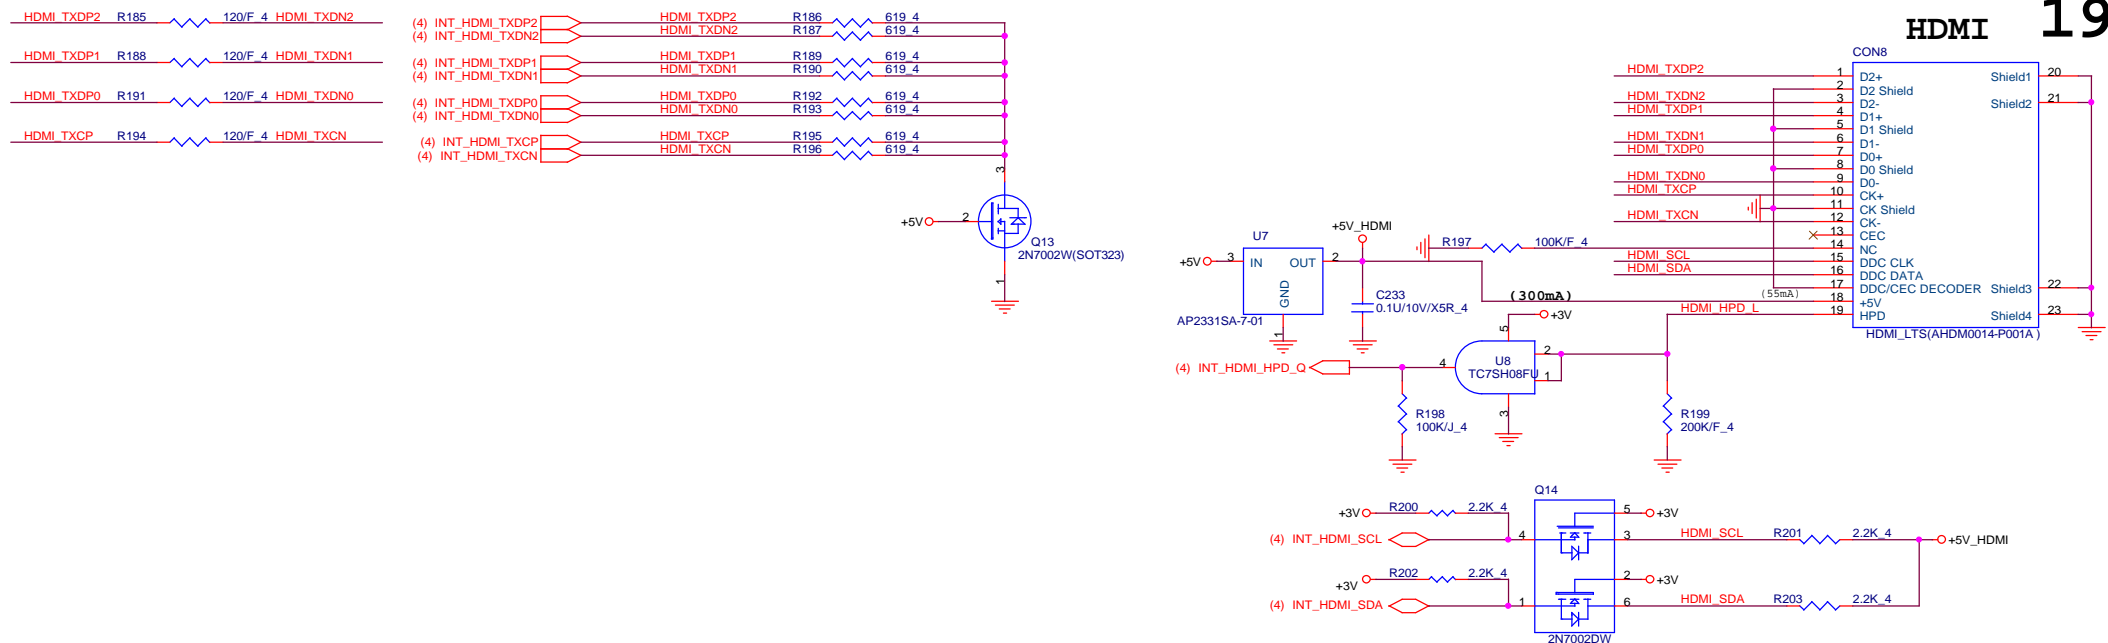 HDMI 19
HDMI_TXDP2 R185 120/F_4 HDMI_TXDN2
HDMI_TXDP1 R188 120/F_4 HDMI_TXDN1
HDMI_TXDP0 R191 120/F_4 HDMI_TXDN0
HDMI_TXCP R194 120/F_4 HDMI_TXCN
(4) INT_HDMI_TXDP2 HDMI_TXDP2 R186 619_4
(4) INT_HDMI_TXDN2 HDMI_TXDN2 R187 619_4
(4) INT_HDMI_TXDP1 HDMI_TXDP1 R189 619_4
(4) INT_HDMI_TXDN1 HDMI_TXDN1 R190 619_4
(4) INT_HDMI_TXDP0 HDMI_TXDP0 R192 619_4
(4) INT_HDMI_TXDN0 HDMI_TXDN0 R193 619_4
(4) INT_HDMI_TXCP HDMI_TXCP R195 619_4
(4) INT_HDMI_TXCN HDMI_TXCN R196 619_4
3
+5V 2
Q13
2N7002W(SOT323)
1
CON8
HDMI_TXDP2 1 D2+ Shield1 20
2 D2 Shield
HDMI_TXDN2 3 D2- Shield2 21
HDMI_TXDP1 4 D1+
5 D1 Shield
HDMI_TXDN1 6 D1-
HDMI_TXDP0 7 D0+
8 D0 Shield
HDMI_TXDN0 9 D0-
HDMI_TXCP 10 CK+
11 CK Shield
HDMI_TXCN 12 CK-
13 CEC
R197 100K/F_4 14 NC
HDMI_SCL 15 DDC CLK
HDMI_SDA 16 DDC DATA
(55mA) 17 DDC/CEC DECODER Shield3 22
18 +5V
HDMI_HPD_L 19 HPD Shield4 23
HDMI_LTS(AHDM0014-P001A )
U7
+5V_HDMI
+5V 3 IN OUT 2
GND
1
AP2331SA-7-01
C233
0.1U/10V/X5R_4
(300mA)
+3V
5
(4) INT_HDMI_HPD_Q 4 U8 2
TC7SH08FU 1
3
R198
100K/J_4
R199
200K/F_4
Q14
+3V R200 2.2K_4 5 +3V
(4) INT_HDMI_SCL 4 3 HDMI_SCL R201 2.2K_4 +5V_HDMI
+3V R202 2.2K_4 2 +3V
(4) INT_HDMI_SDA 1 6 HDMI_SDA R203 2.2K_4
2N7002DW